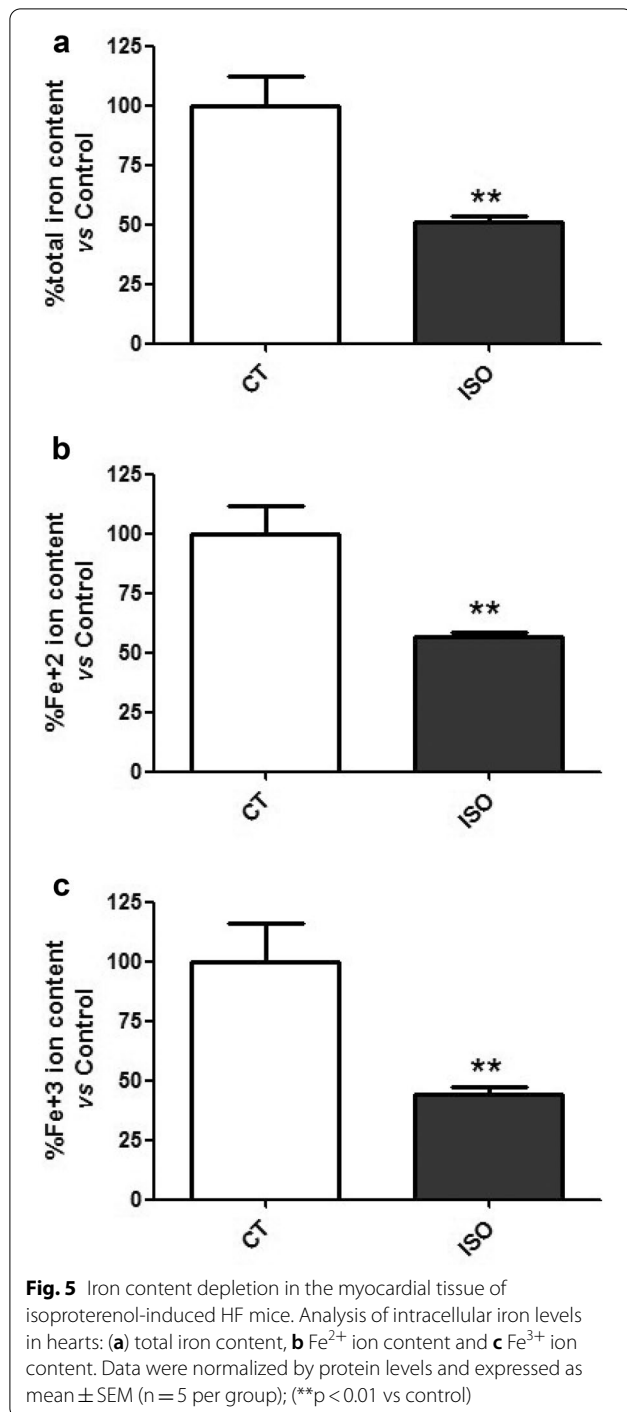 a
125
100
75
50
25
0
%total iron content
vs Control
**
CT
ISO
b
125
100
75
50
25
0
%Fe+2 ion content
vs Control
**
CT
ISO
c
125
100
75
50
25
0
%Fe+3 ion content
vs Control
**
CT
ISO
Fig. 5 Iron content depletion in the myocardial tissue of
isoproterenol-induced HF mice. Analysis of intracellular iron levels
in hearts: (a) total iron content, b Fe²⁺ ion content and c Fe³⁺ ion
content. Data were normalized by protein levels and expressed as
mean ± SEM (n = 5 per group); (**p < 0.01 vs control)